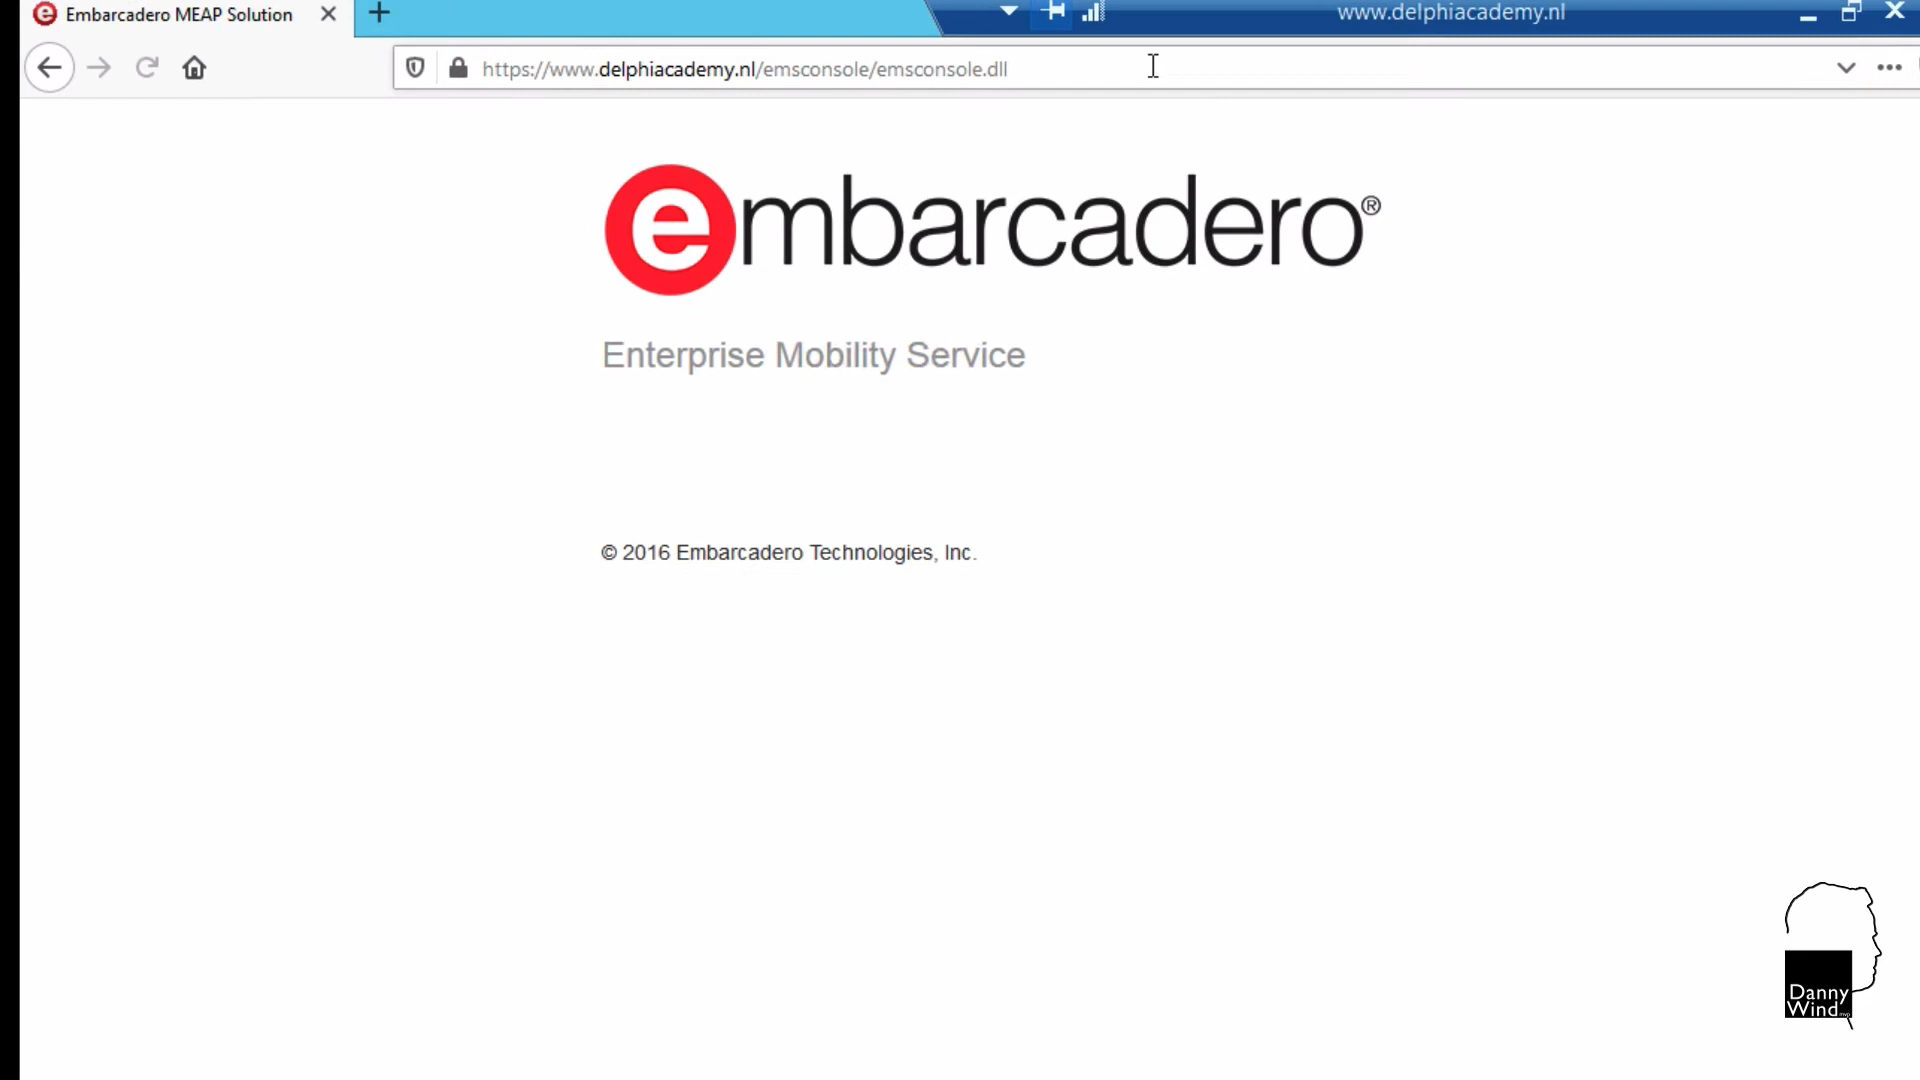 Embarcadero MEAP Solution
www.delphiacademy.nl
https://www.delphiacademy.nl/emsconsole/emsconsole.dll
embarcadero®
Enterprise Mobility Service
© 2016 Embarcadero Technologies, Inc.
Danny
Wind